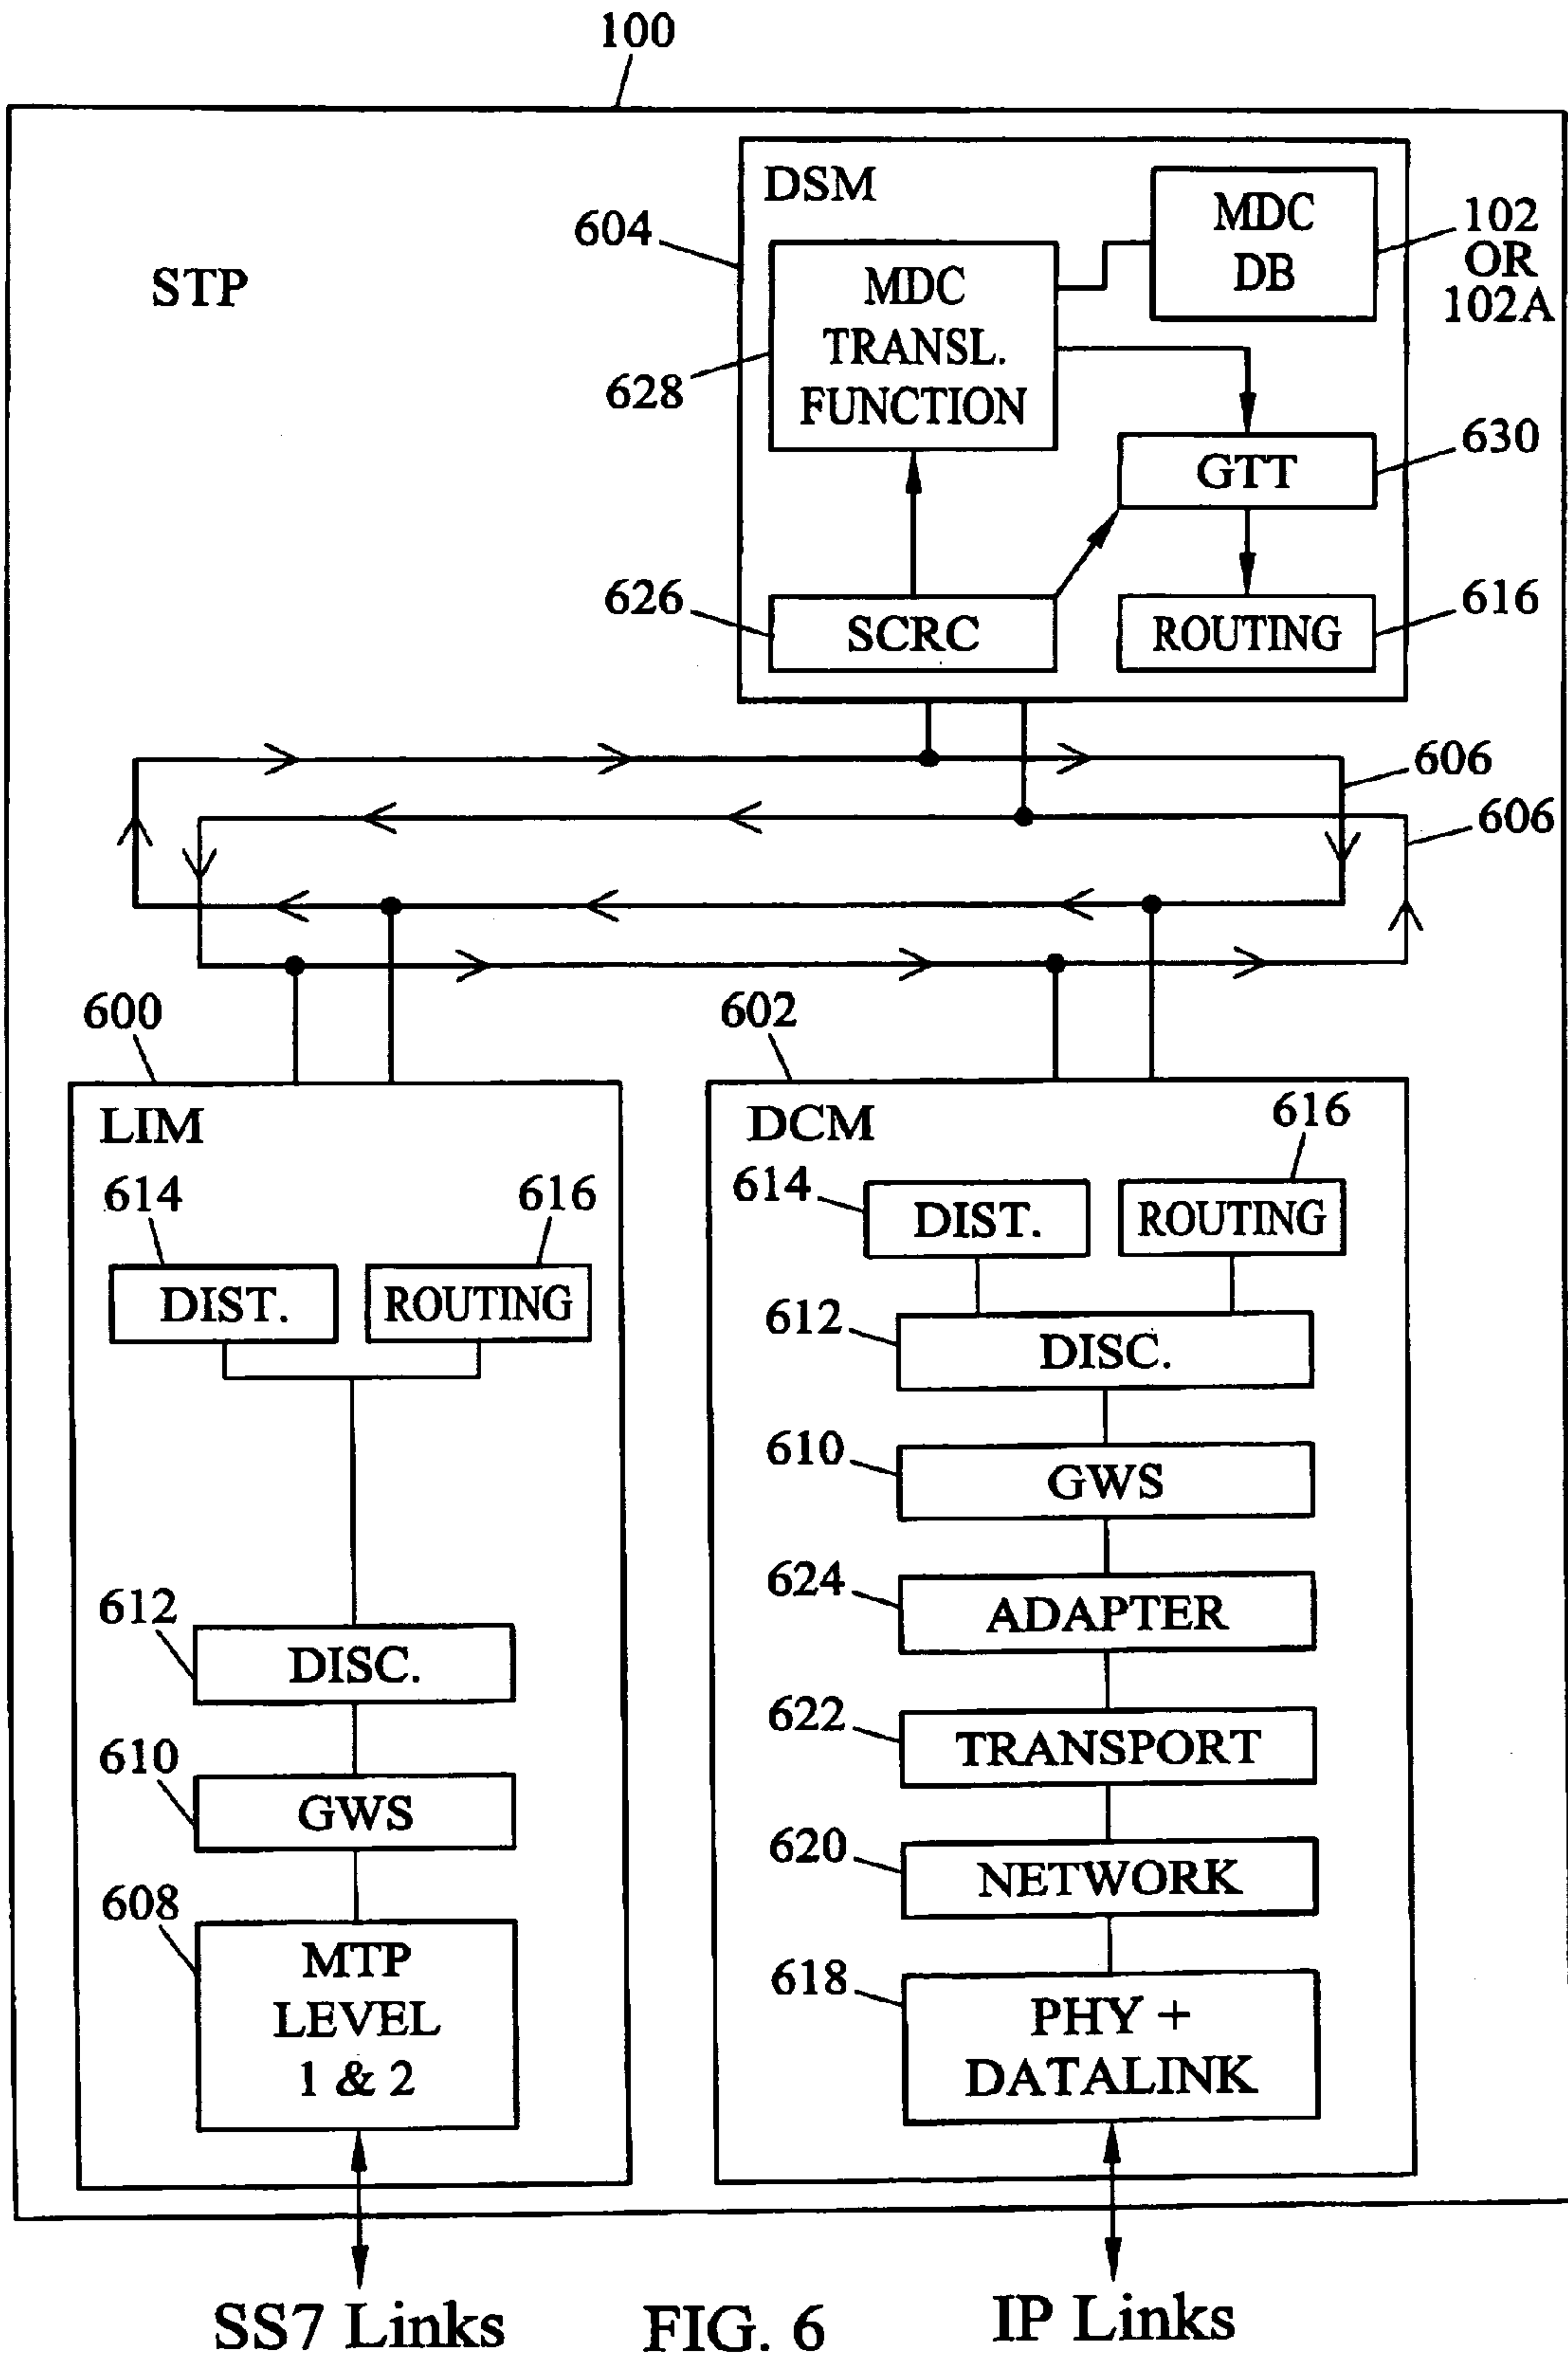 100
STP
DSM
604
MDC
TRANSL.
FUNCTION
628
MDC
DB
102
OR
102A
GTT
630
626
SCRC
ROUTING
616
606
606
600
LIM
614
DIST.
616
ROUTING
612
DISC.
610
GWS
608
MTP
LEVEL
1 & 2
602
DCM
614
DIST.
616
ROUTING
612
DISC.
610
GWS
624
ADAPTER
622
TRANSPORT
620
NETWORK
618
PHY +
DATALINK
SS7 Links
FIG. 6
IP Links